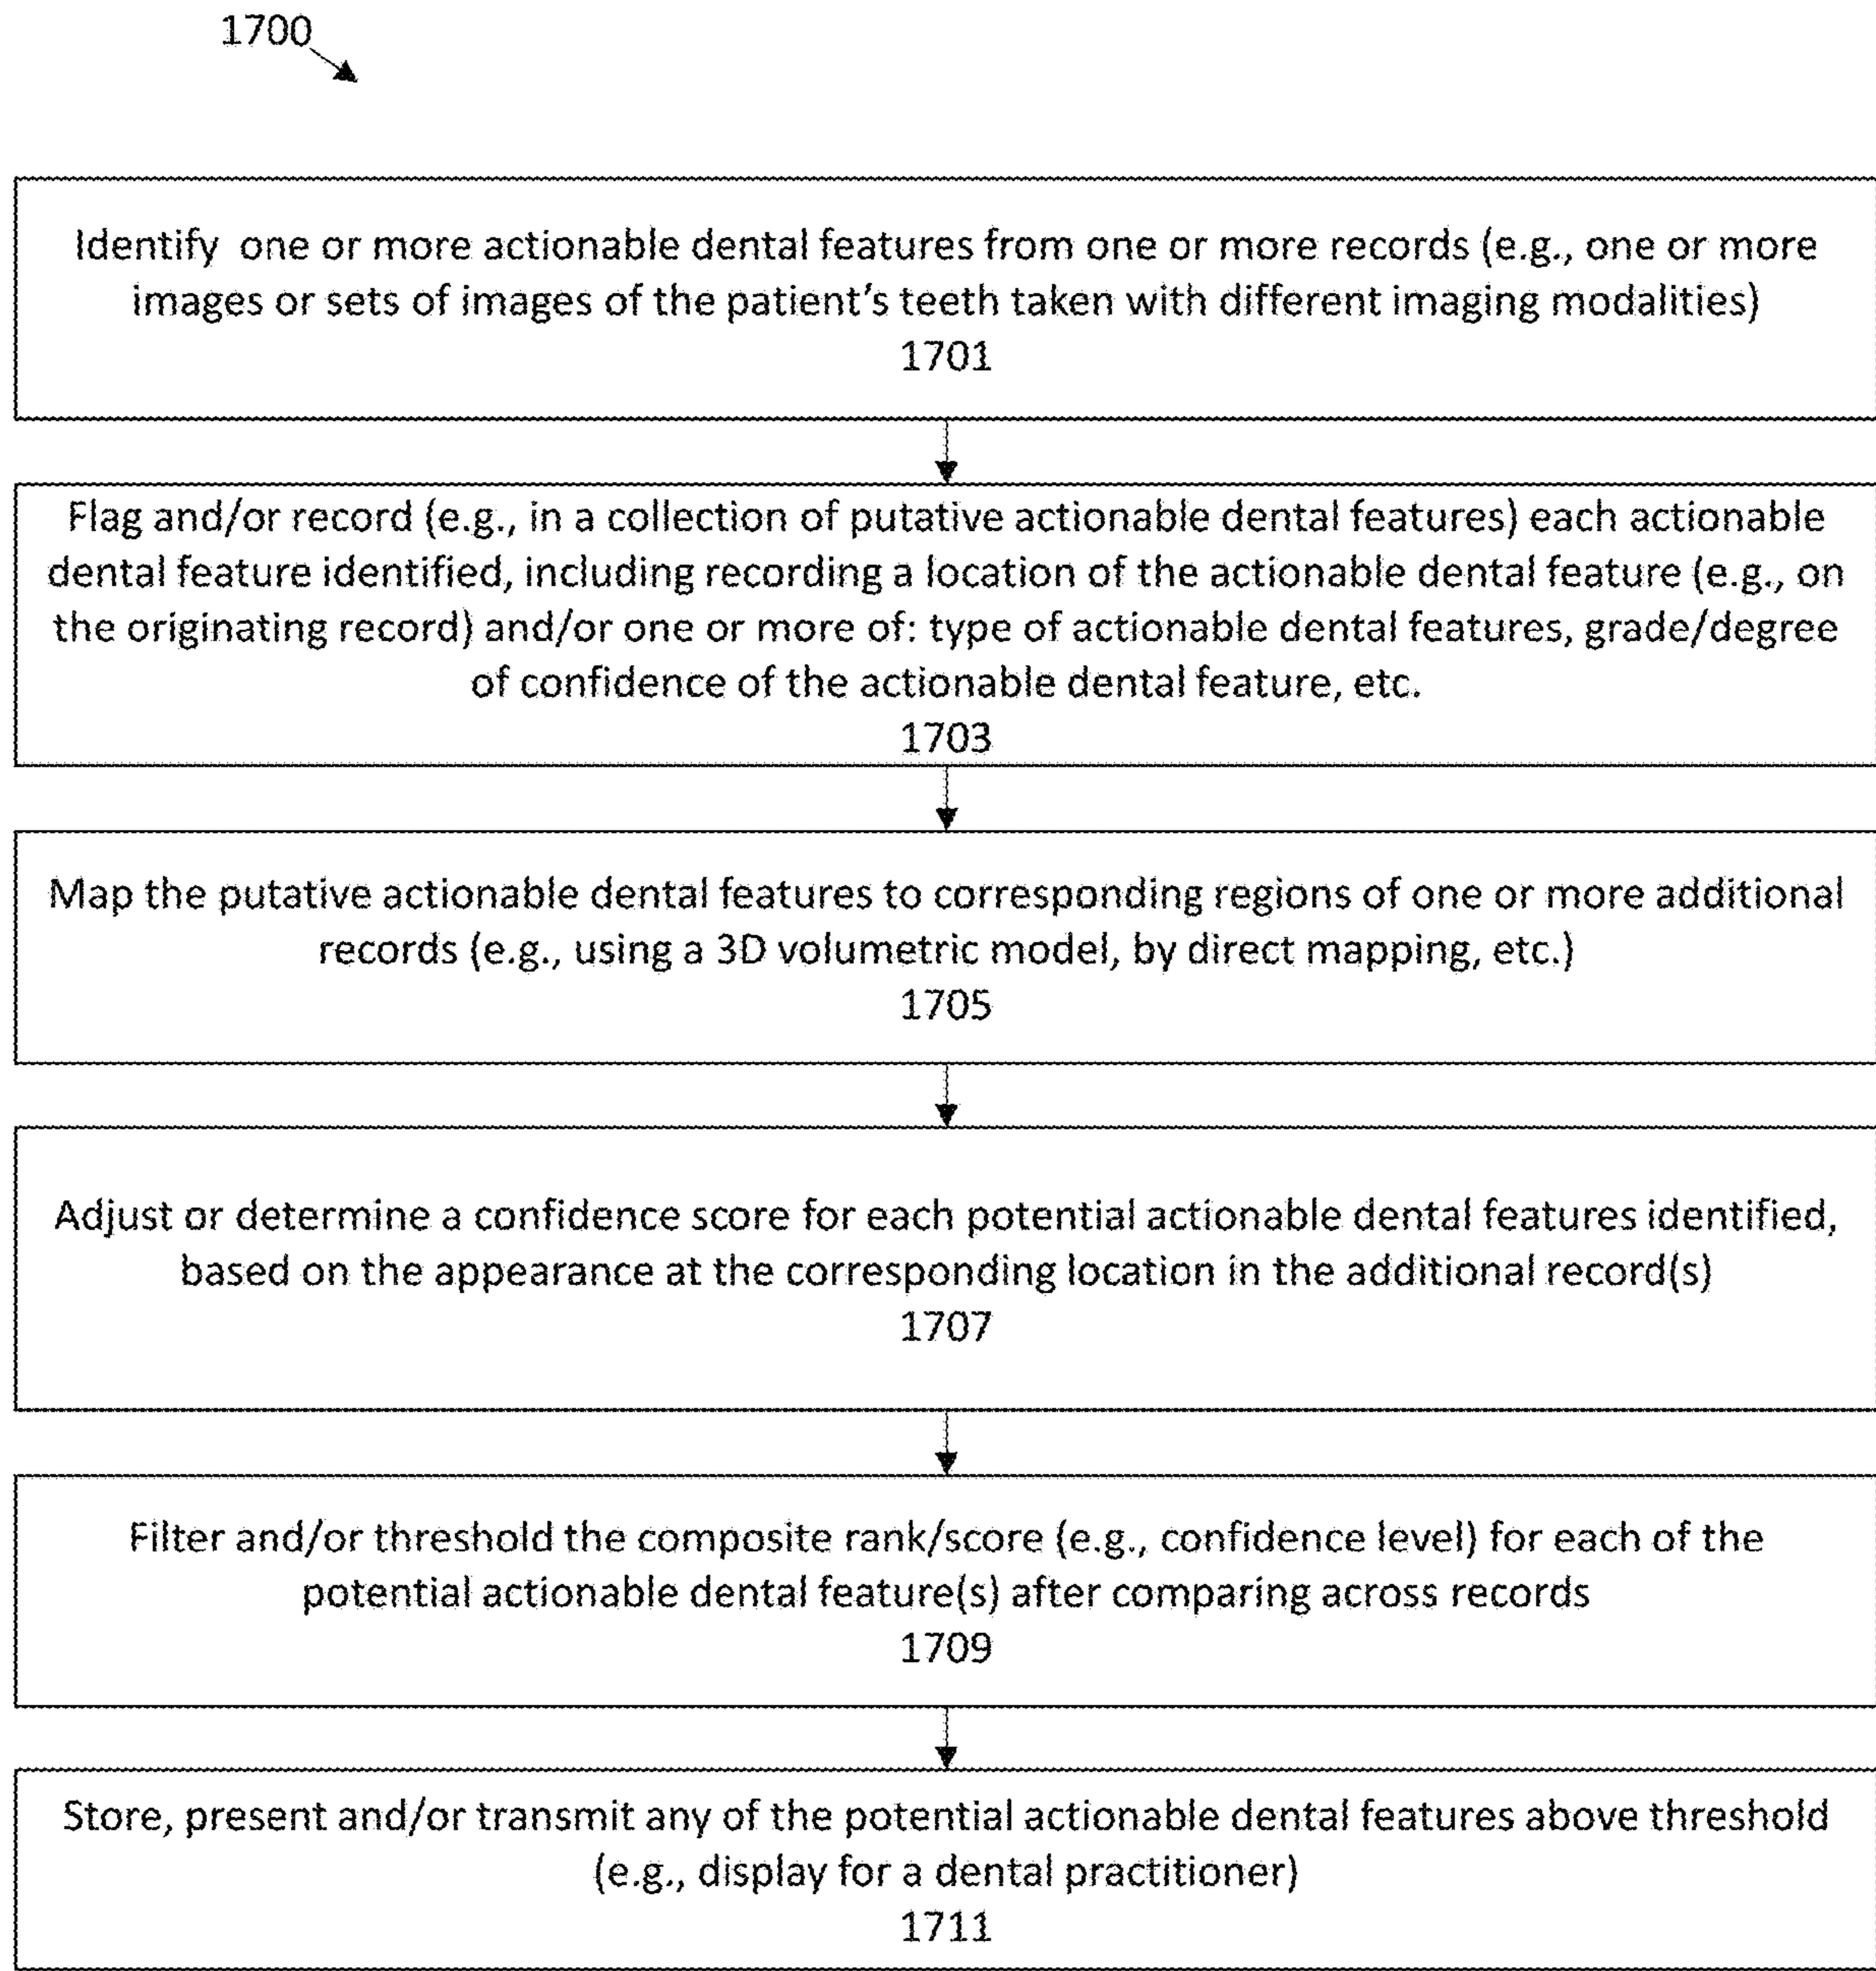 1700
Identify one or more actionable dental features from one or more records (e.g., one or more
images or sets of images of the patient's teeth taken with different imaging modalities)
1701
Flag and/or record (e.g., in a collection of putative actionable dental features) each actionable
dental feature identified, including recording a location of the actionable dental feature (e.g., on
the originating record) and/or one or more of: type of actionable dental features, grade/degree
of confidence of the actionable dental feature, etc.
1703
Map the putative actionable dental features to corresponding regions of one or more additional
records (e.g., using a 3D volumetric model, by direct mapping, etc.)
1705
Adjust or determine a confidence score for each potential actionable dental features identified,
based on the appearance at the corresponding location in the additional record(s)
1707
Filter and/or threshold the composite rank/score (e.g., confidence level) for each of the
potential actionable dental feature(s) after comparing across records
1709
Store, present and/or transmit any of the potential actionable dental features above threshold
(e.g., display for a dental practitioner)
1711